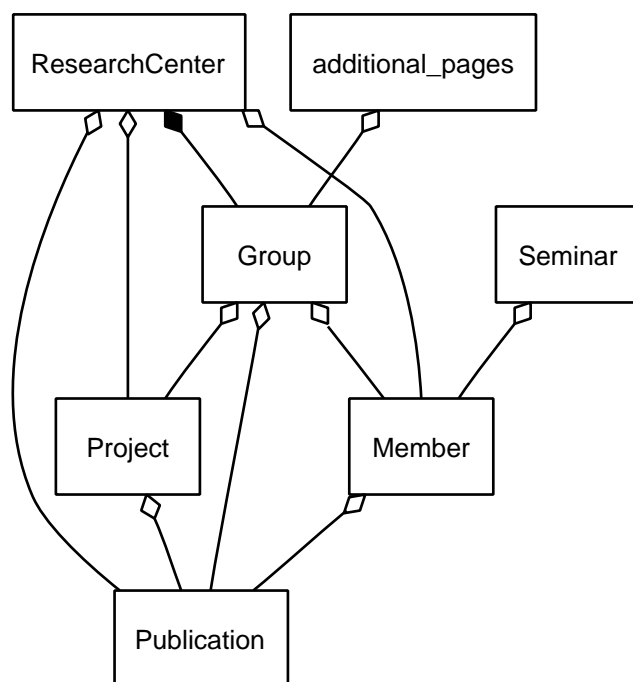 ResearchCenter
additional_pages
Group
Seminar
Project
Member
Publication